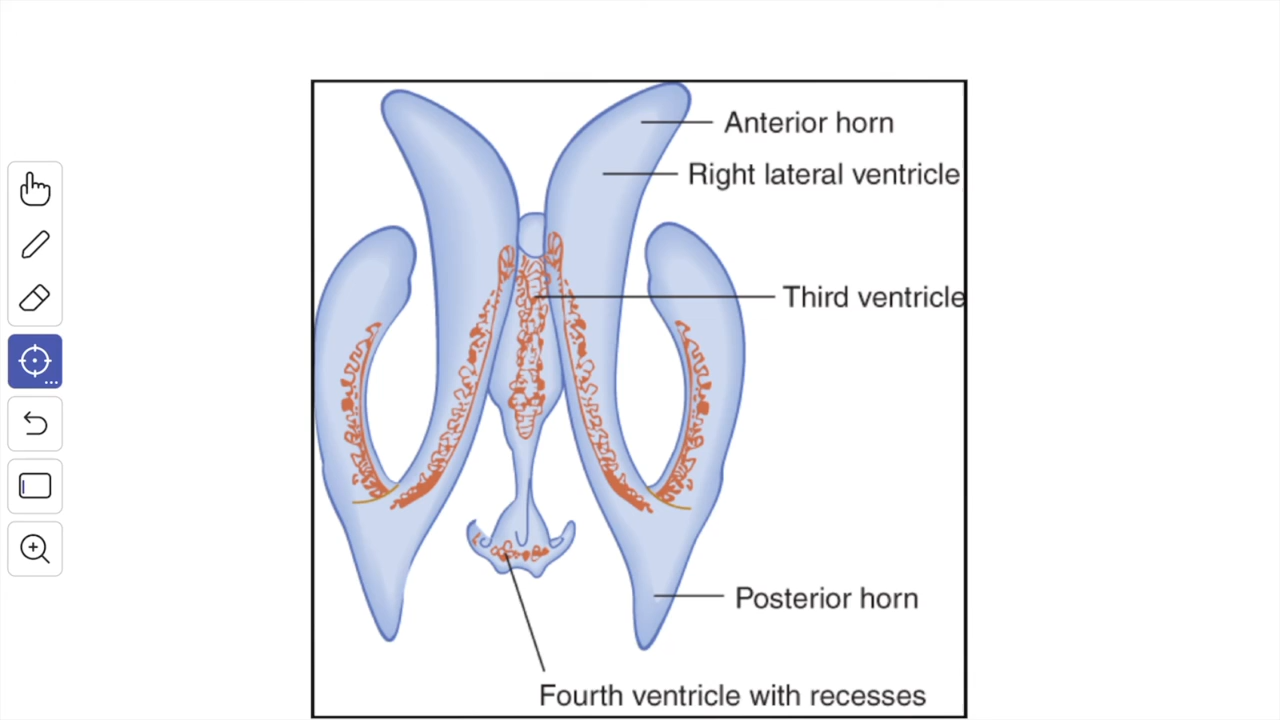 Anterior horn
Right lateral ventricle
Third ventricle
Posterior horn
Fourth ventricle with recesses